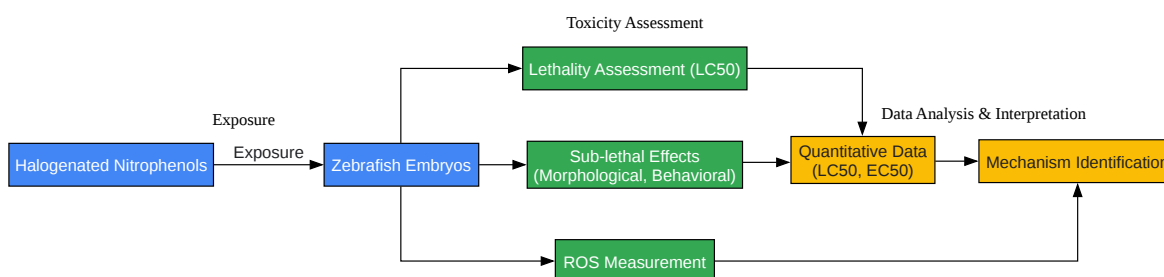 Toxicity Assessment
Lethality Assessment (LC50)
Exposure
Data Analysis & Interpretation
Halogenated Nitrophenols
Exposure
Zebrafish Embryos
Sub-lethal Effects
(Morphological, Behavioral)
Quantitative Data
(LC50, EC50)
Mechanism Identification
ROS Measurement